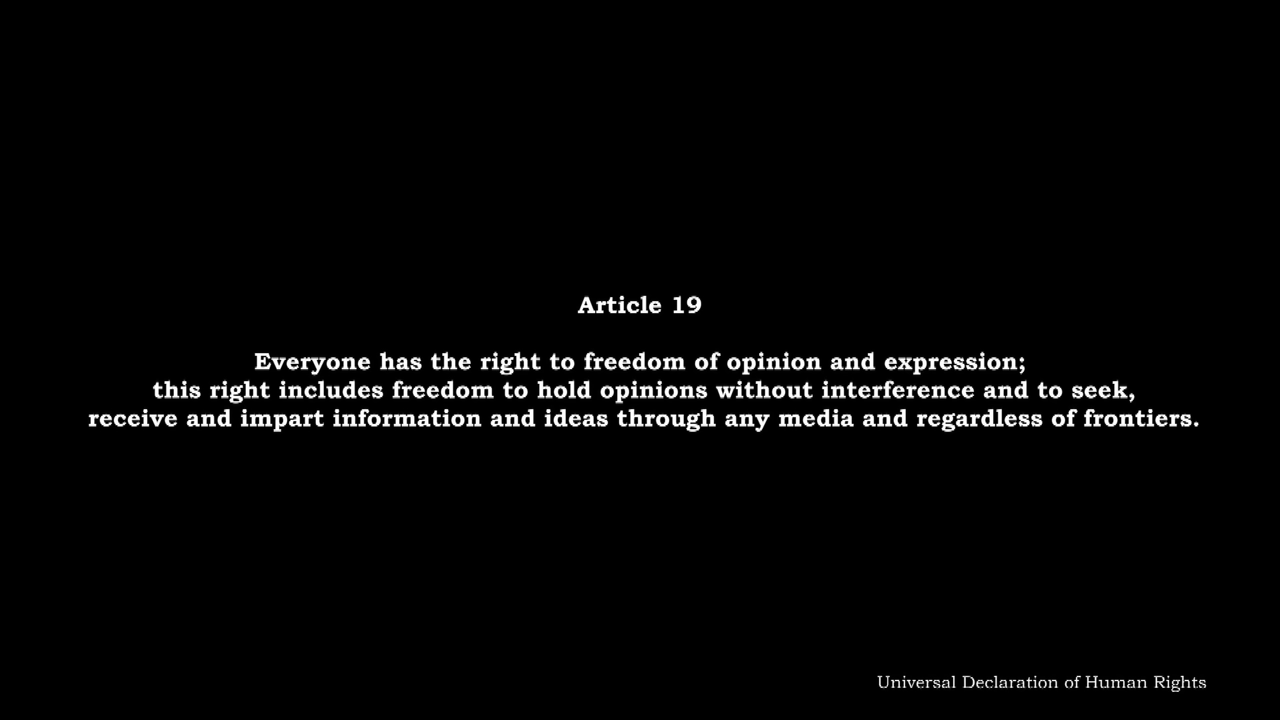 Article 19
Everyone has the right to freedom of opinion and expression;
this right includes freedom to hold opinions without interference and to seek,
receive and impart information and ideas through any media and regardless of frontiers.
Universal Declaration of Human Rights